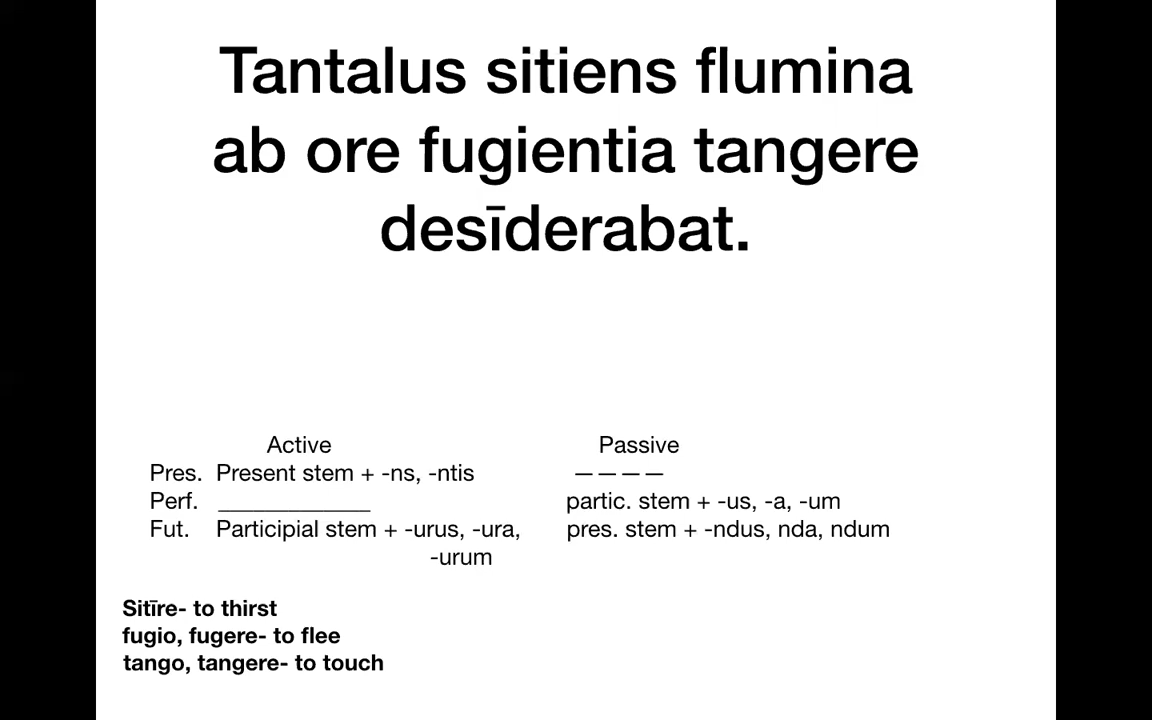 Tantalus sitiens flumina
ab ore fugientia tangere
desīderabat.
Active Passive
Pres. Present stem + -ns, -ntis — — — —
Perf. _____________ partic. stem + -us, -a, -um
Fut. Participial stem + -urus, -ura, pres. stem + -ndus, nda, ndum
-urum
Sitīre- to thirst
fugio, fugere- to flee
tango, tangere- to touch